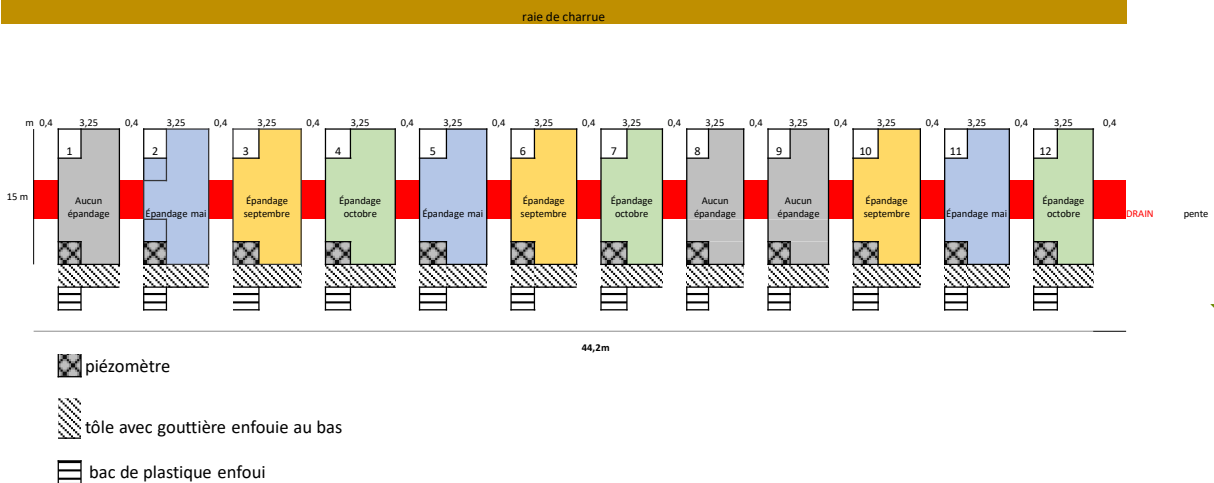 raie de charrue
m 0,4 3,25 0,4 3,25 0,4 3,25 0,4 3,25 0,4 3,25 0,4 3,25 0,4 3,25 0,4 3,25 0,4 3,25 0,4 3,25 0,4 3,25 0,4 3,25 0,4
1 2 3 4 5 6 7 8 9 10 11 12
15 m
Aucun épandage
Épandage mai
Épandage septembre
Épandage octobre
Épandage mai
Épandage septembre
Épandage octobre
Aucun épandage
Aucun épandage
Épandage septembre
Épandage mai
Épandage octobre
DRAIN
pente
44,2m
piézomètre
tôle avec gouttière enfouie au bas
bac de plastique enfoui